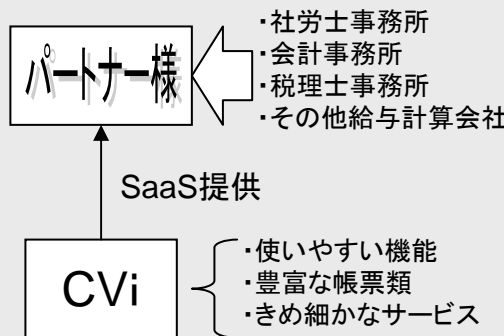 パートナー様
・社労士事務所
・会計事務所
・税理士事務所
・その他給与計算会社
SaaS提供
CVi
・使いやすい機能
・豊富な帳票類
・きめ細かなサービス